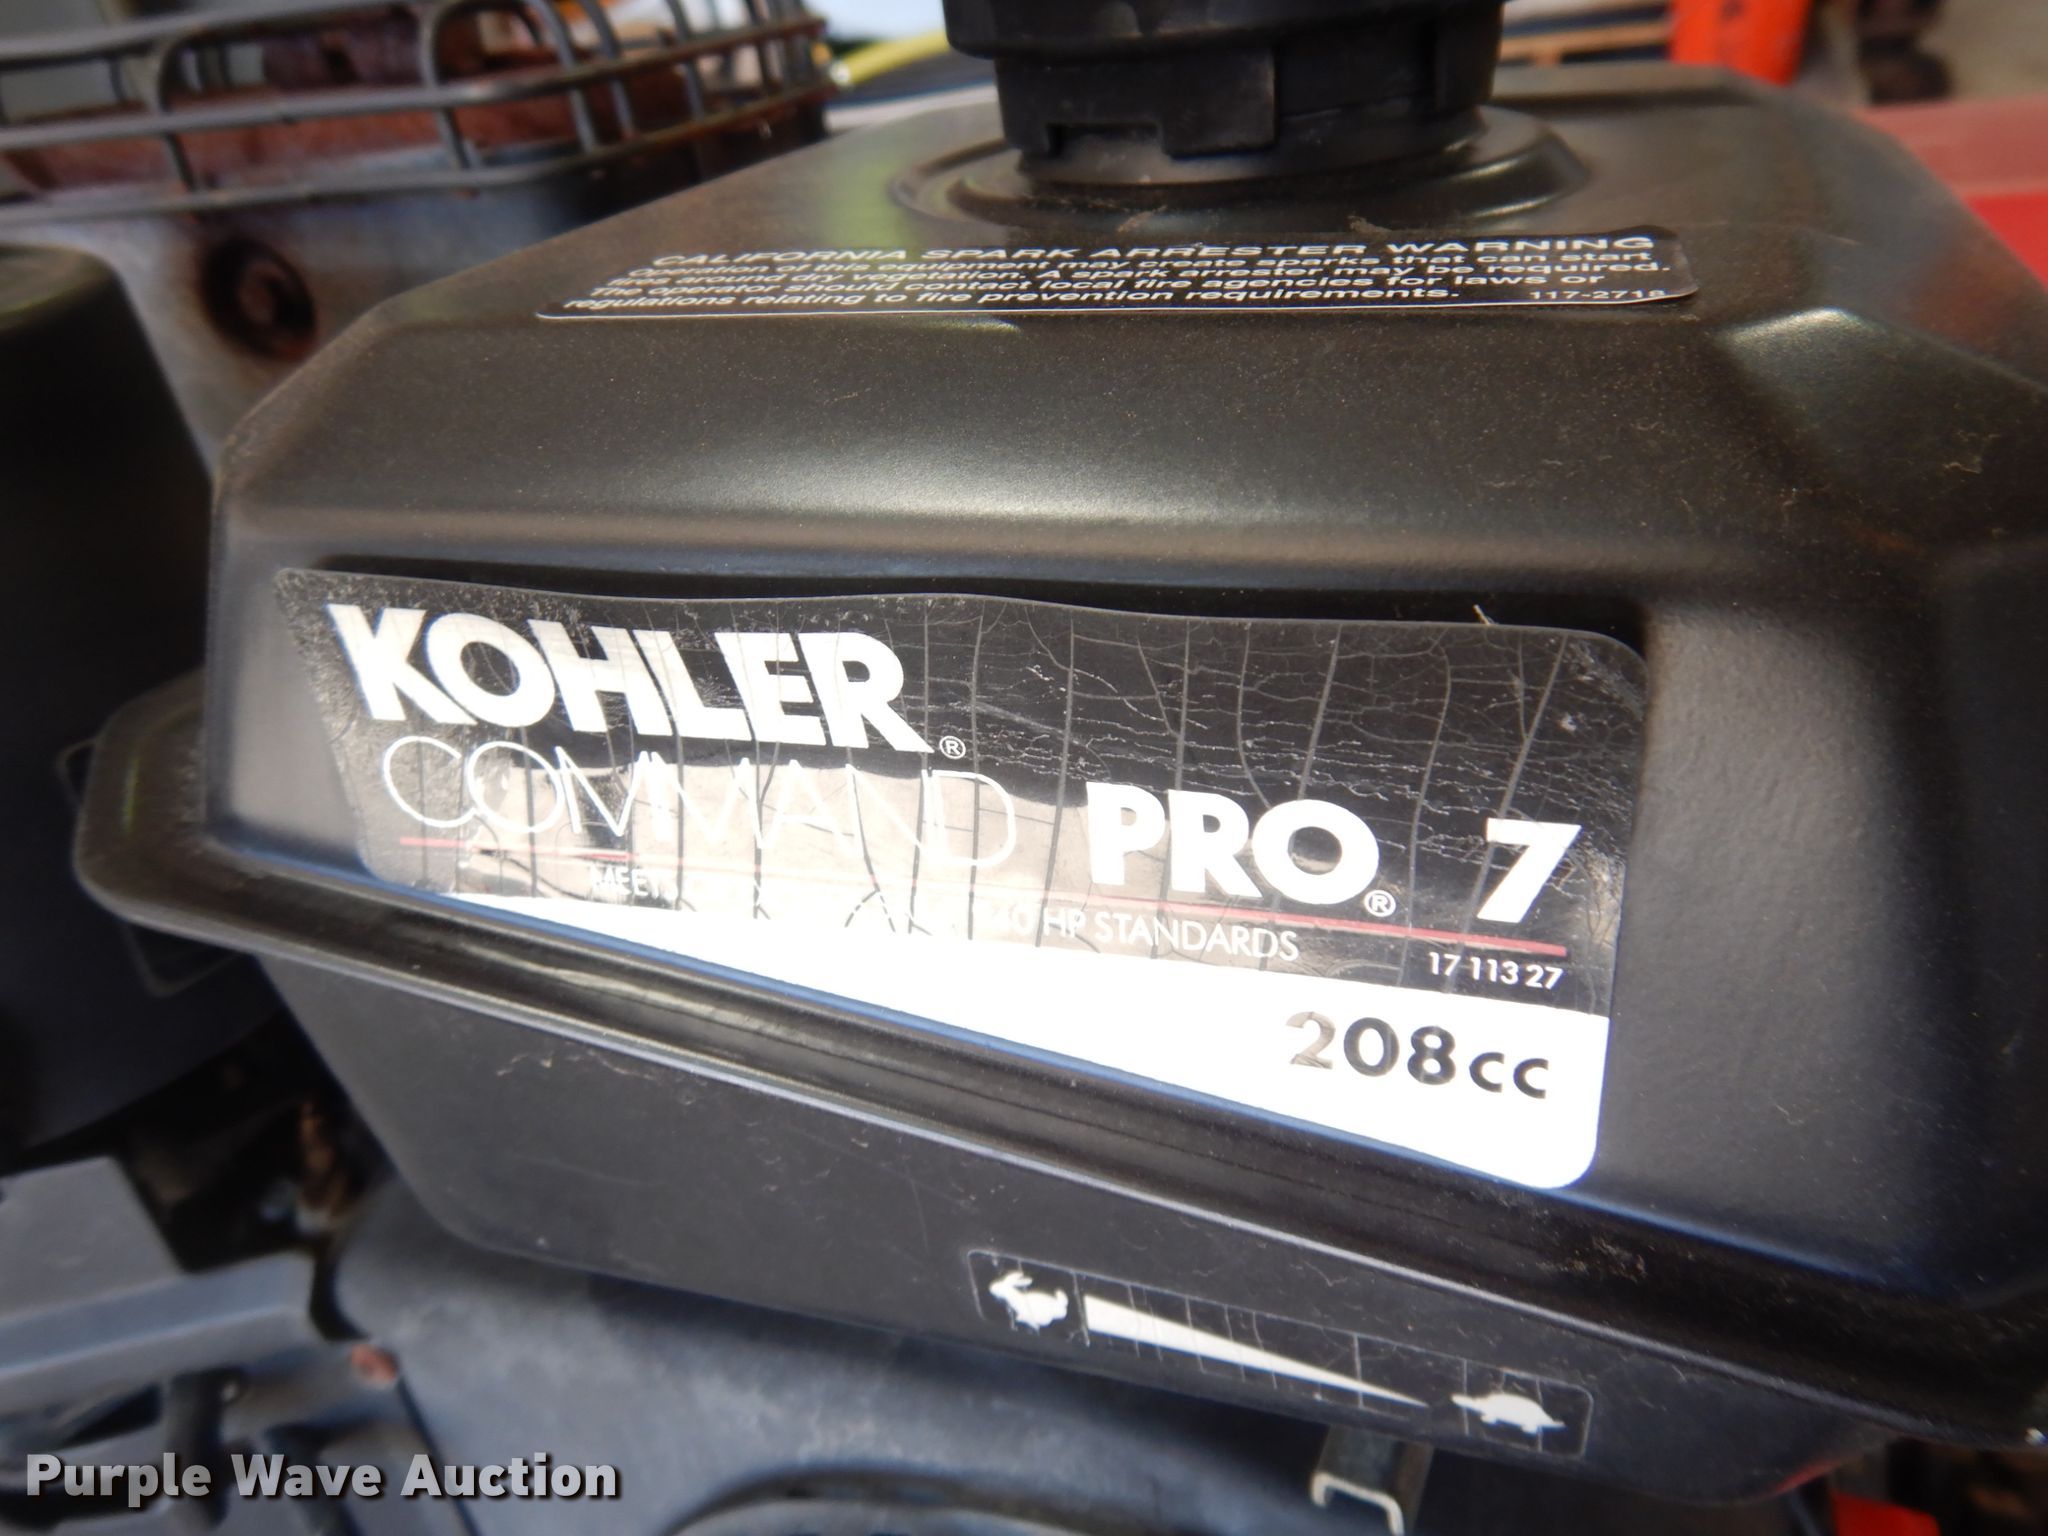 CALIFORNIA SPARK ARRESTER WARNING
Operation of this equipment may create sparks that can start
fires around dry vegetation. A spark arrester may be required.
The operator should contact local fire agencies for laws or
regulations relating to fire prevention requirements. 117-2718
KOHLER®
COMMAND PRO® 7
MEETS HP STANDARDS
17 113 27
208cc
Purple Wave Auction